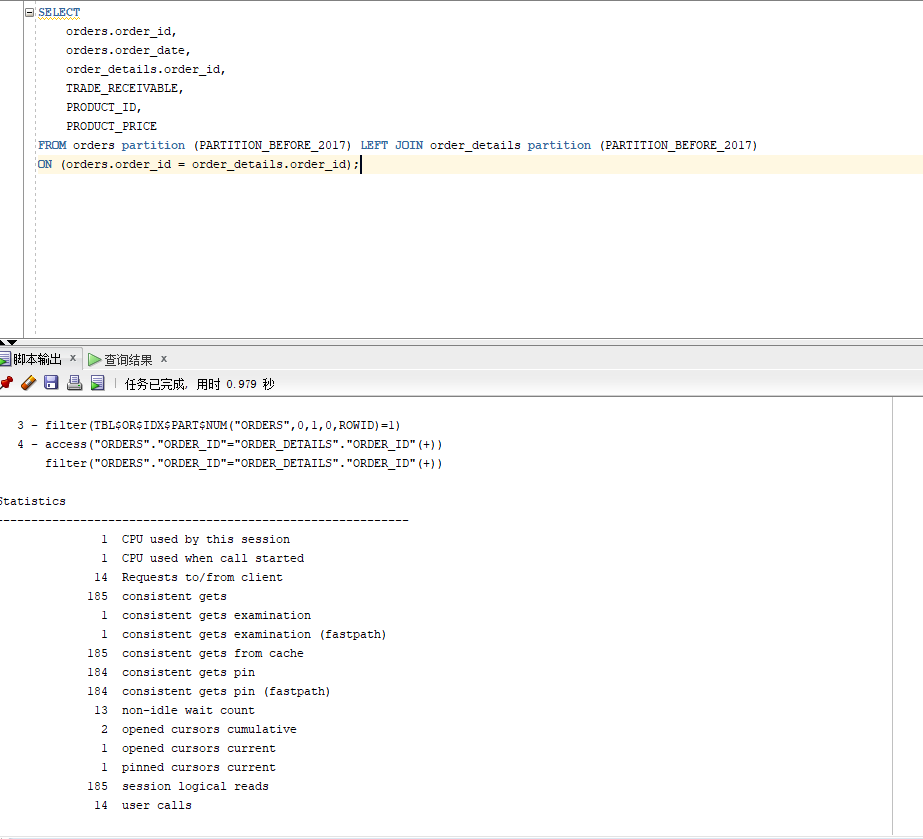 SELECT
orders.order_id,
orders.order_date,
order_details.order_id,
TRADE_RECEIVABLE,
PRODUCT_ID,
PRODUCT_PRICE
FROM orders partition (PARTITION_BEFORE_2017) LEFT JOIN order_details partition (PARTITION_BEFORE_2017)
ON (orders.order_id = order_details.order_id);
脚本输出 x 查询结果 x
任务已完成, 用时 0.979 秒
3 - filter(TBL$OR$IDX$PART$NUM("ORDERS",0,1,0,ROWID)=1)
4 - access("ORDERS"."ORDER_ID"="ORDER_DETAILS"."ORDER_ID"(+))
filter("ORDERS"."ORDER_ID"="ORDER_DETAILS"."ORDER_ID"(+))
Statistics
-----------------------------------------------------------
1 CPU used by this session
1 CPU used when call started
14 Requests to/from client
185 consistent gets
1 consistent gets examination
1 consistent gets examination (fastpath)
185 consistent gets from cache
184 consistent gets pin
184 consistent gets pin (fastpath)
13 non-idle wait count
2 opened cursors cumulative
1 opened cursors current
1 pinned cursors current
185 session logical reads
14 user calls